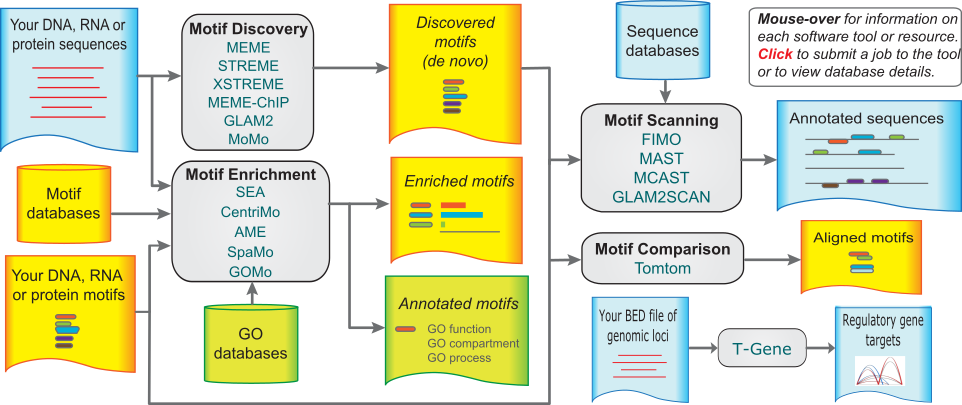 Your DNA, RNA or
protein sequences
Motif Discovery
MEME
STREME
XSTREME
MEME-ChIP
GLAM2
MoMo
Discovered
motifs
(de novo)
Sequence
databases
Mouse-over for information on
each software tool or resource.
Click to submit a job to the tool
or to view database details.
Motif Scanning
FIMO
MAST
MCAST
GLAM2SCAN
Annotated sequences
Motif
databases
Motif Enrichment
SEA
CentriMo
AME
SpaMo
GOMo
Enriched motifs
Your DNA, RNA
or protein motifs
Motif Comparison
Tomtom
Aligned motifs
GO
databases
Annotated motifs
GO function
GO compartment
GO process
Your BED file of
genomic loci
T-Gene
Regulatory gene
targets